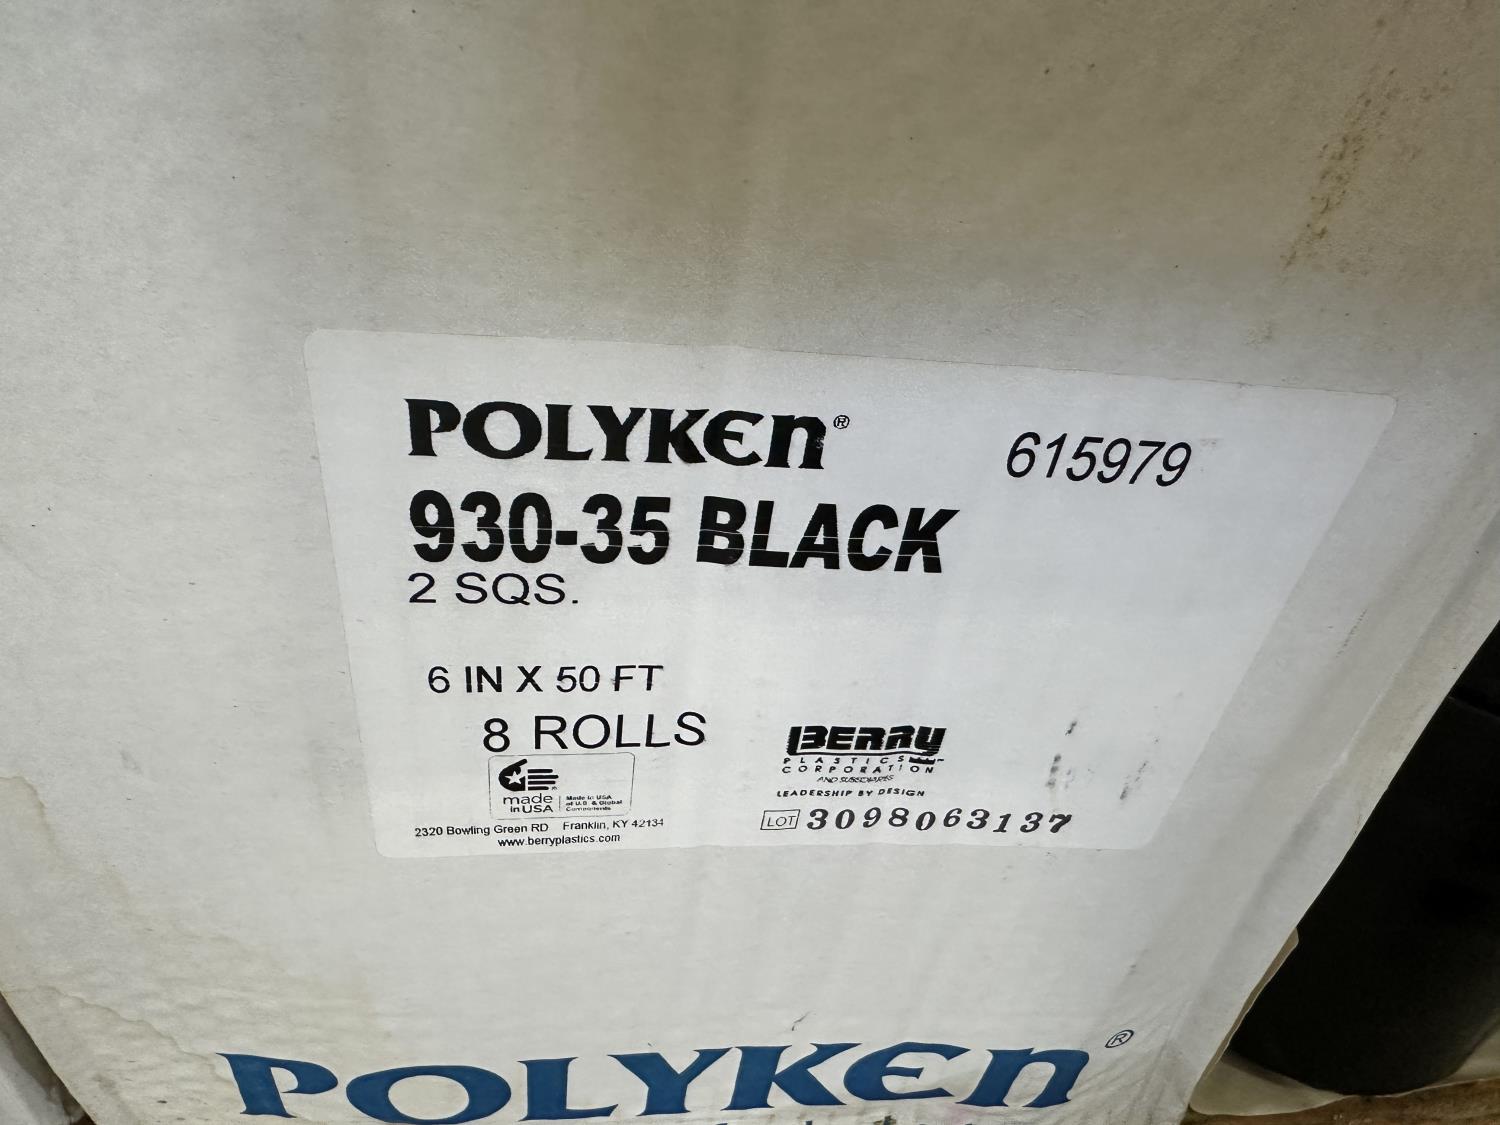 POLYKEN®
615979
930-35 BLACK
2 SQS.
6 IN X 50 FT
8 ROLLS
made in USA
Made in USA
of U.S. & Global
Components
2320 Bowling Green RD Franklin, KY 42134
www.berryplastics.com
BERRY
PLASTICS
CORPORATION
AND SUBSIDIARIES
LEADERSHIP BY DESIGN
LOT 3098063137
POLYKEN®